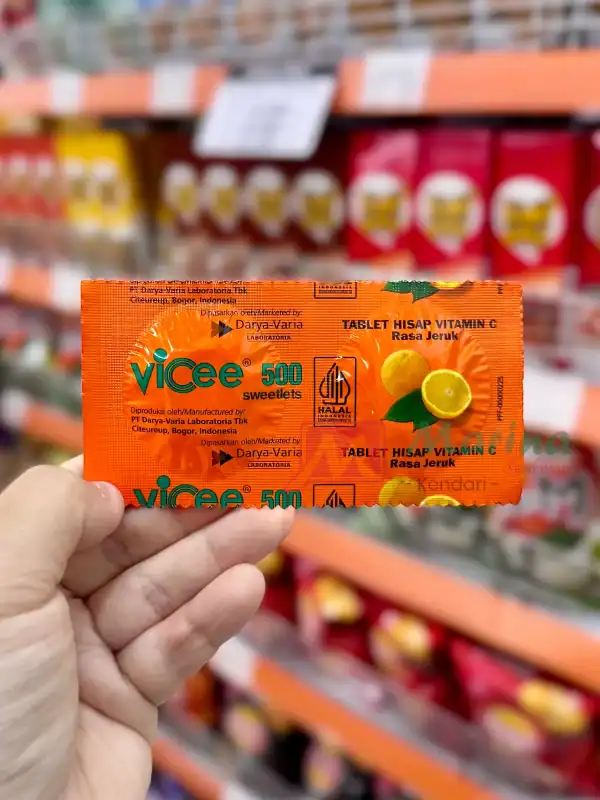 PT Darya-Varia Laboratoria Tbk
Citeureup, Bogor, Indonesia
Dipasarkan oleh/Marketed by:
Darya-Varia
LABORATORIA
INDONESIA
TABLET HISAP VITAMIN C
Rasa Jeruk
vicee® 500
sweetlets
Diproduksi oleh/Manufactured by:
PT Darya-Varia Laboratoria Tbk
Citeureup, Bogor, Indonesia
HALAL
INDONESIA
Dipasarkan oleh/Marketed by:
Darya-Varia
LABORATORIA
TABLET HISAP VITAMIN C
Rasa Jeruk
vicee® 500
Marina
- Kendari -